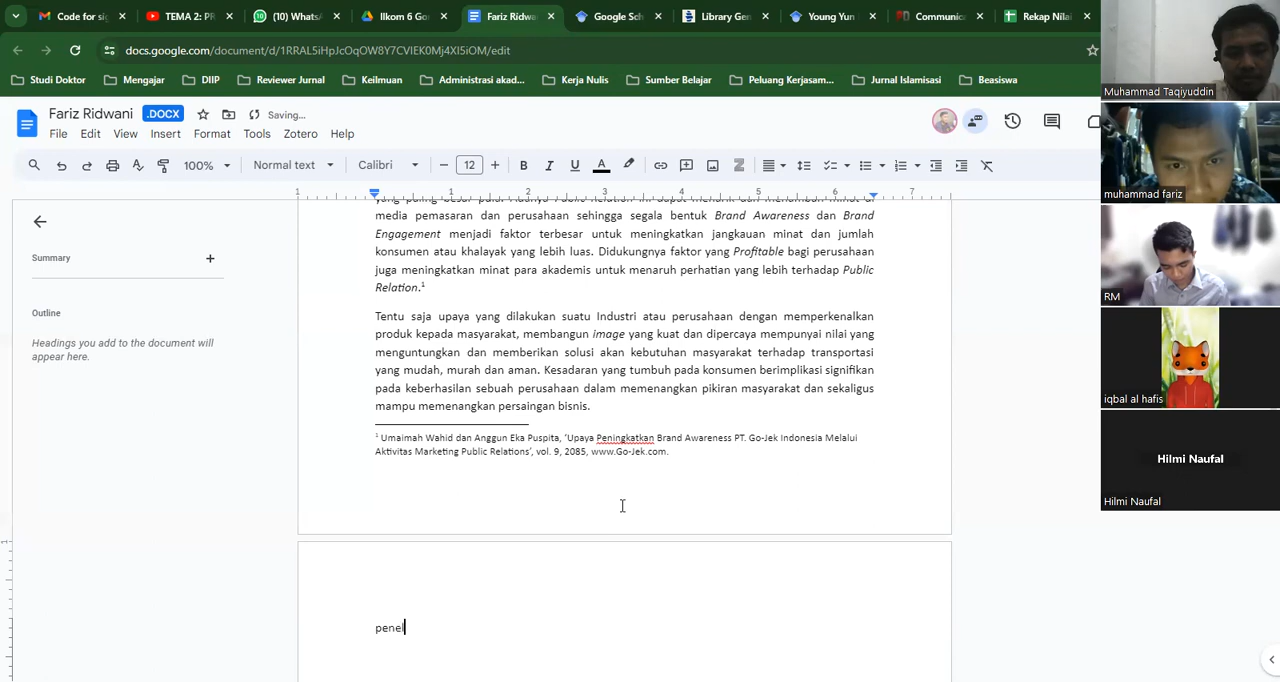 Code for sig
TEMA 2: PR
(10) WhatsA
Ilkom 6 Go
Fariz Ridwa
Google Sch
Library Gen
Young Yun
Communica
Rekap Nilai
docs.google.com/document/d/1RRAL5iHpJcOqOW8Y7CVIEK0Mj4XI5iOM/edit
Studi Doktor
Mengajar
DIIP
Reviewer Jurnal
Keilmuan
Administrasi akad...
Kerja Nulis
Sumber Belajar
Peluang Kerjasam...
Jurnal Islamisasi
Beasiswa
Fariz Ridwani .DOCX Saving...
File Edit View Insert Format Tools Zotero Help
100% Normal text Calibri 12
1 1 2 3 4 5 6 7
Summary
Outline
Headings you add to the document will
appear here.
media pemasaran dan perusahaan sehingga segala bentuk Brand Awareness dan Brand
Engagement menjadi faktor terbesar untuk meningkatkan jangkauan minat dan jumlah
konsumen atau khalayak yang lebih luas. Didukungnya faktor yang Profitable bagi perusahaan
juga meningkatkan minat para akademis untuk menaruh perhatian yang lebih terhadap Public
Relation.1
Tentu saja upaya yang dilakukan suatu Industri atau perusahaan dengan memperkenalkan
produk kepada masyarakat, membangun image yang kuat dan dipercaya mempunyai nilai yang
menguntungkan dan memberikan solusi akan kebutuhan masyarakat terhadap transportasi
yang mudah, murah dan aman. Kesadaran yang tumbuh pada konsumen berimplikasi signifikan
pada keberhasilan sebuah perusahaan dalam memenangkan pikiran masyarakat dan sekaligus
mampu memenangkan persaingan bisnis.
1 Umaimah Wahid dan Anggun Eka Puspita, 'Upaya Peningkatkan Brand Awareness PT. Go-Jek Indonesia Melalui
Aktivitas Marketing Public Relations', vol. 9, 2085, www.Go-Jek.com.
penel
Muhammad Taqiyuddin
muhammad fariz
RM
iqbal al hafis
Hilmi Naufal
Hilmi Naufal